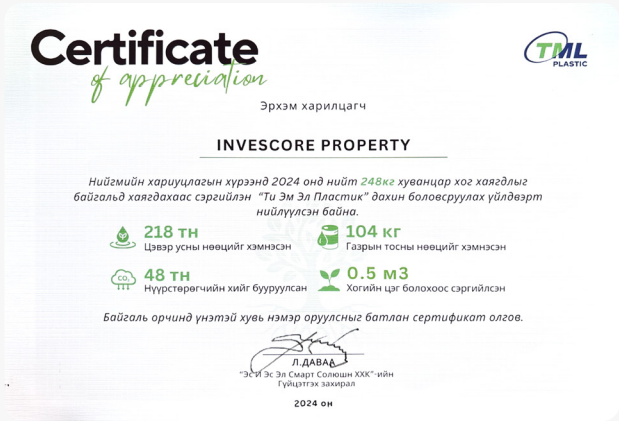 Certificate
of appreciation
TML
PLASTIC
Эрхэм харилцагч
INVESCORE PROPERTY
Нийгмийн хариуцлагын хүрээнд 2024 онд нийт 248кг хуванцар хог хаягдлыг
байгальд хаягдахаас сэргийлэн “Ти Эм Эл Пластик” дахин боловсруулах үйлдвэрт
нийлүүлсэн байна.
218 тн
Цэвэр усны нөөцийг хэмнэсэн
104 кг
Газрын тосны нөөцийг хэмнэсэн
CO₂
48 тн
Нүүрстөрөгчийн хийг бууруулсан
0.5 м3
Хогийн цэг болохоос сэргийлсэн
Байгаль орчинд үнэтэй хувь нэмэр оруулсныг батлан сертификат олгов.
Л.ДАВАА
“Эс И Эс Эл Смарт Солюшн ХХК”-ийн
Гүйцэтгэх захирал
2024 он